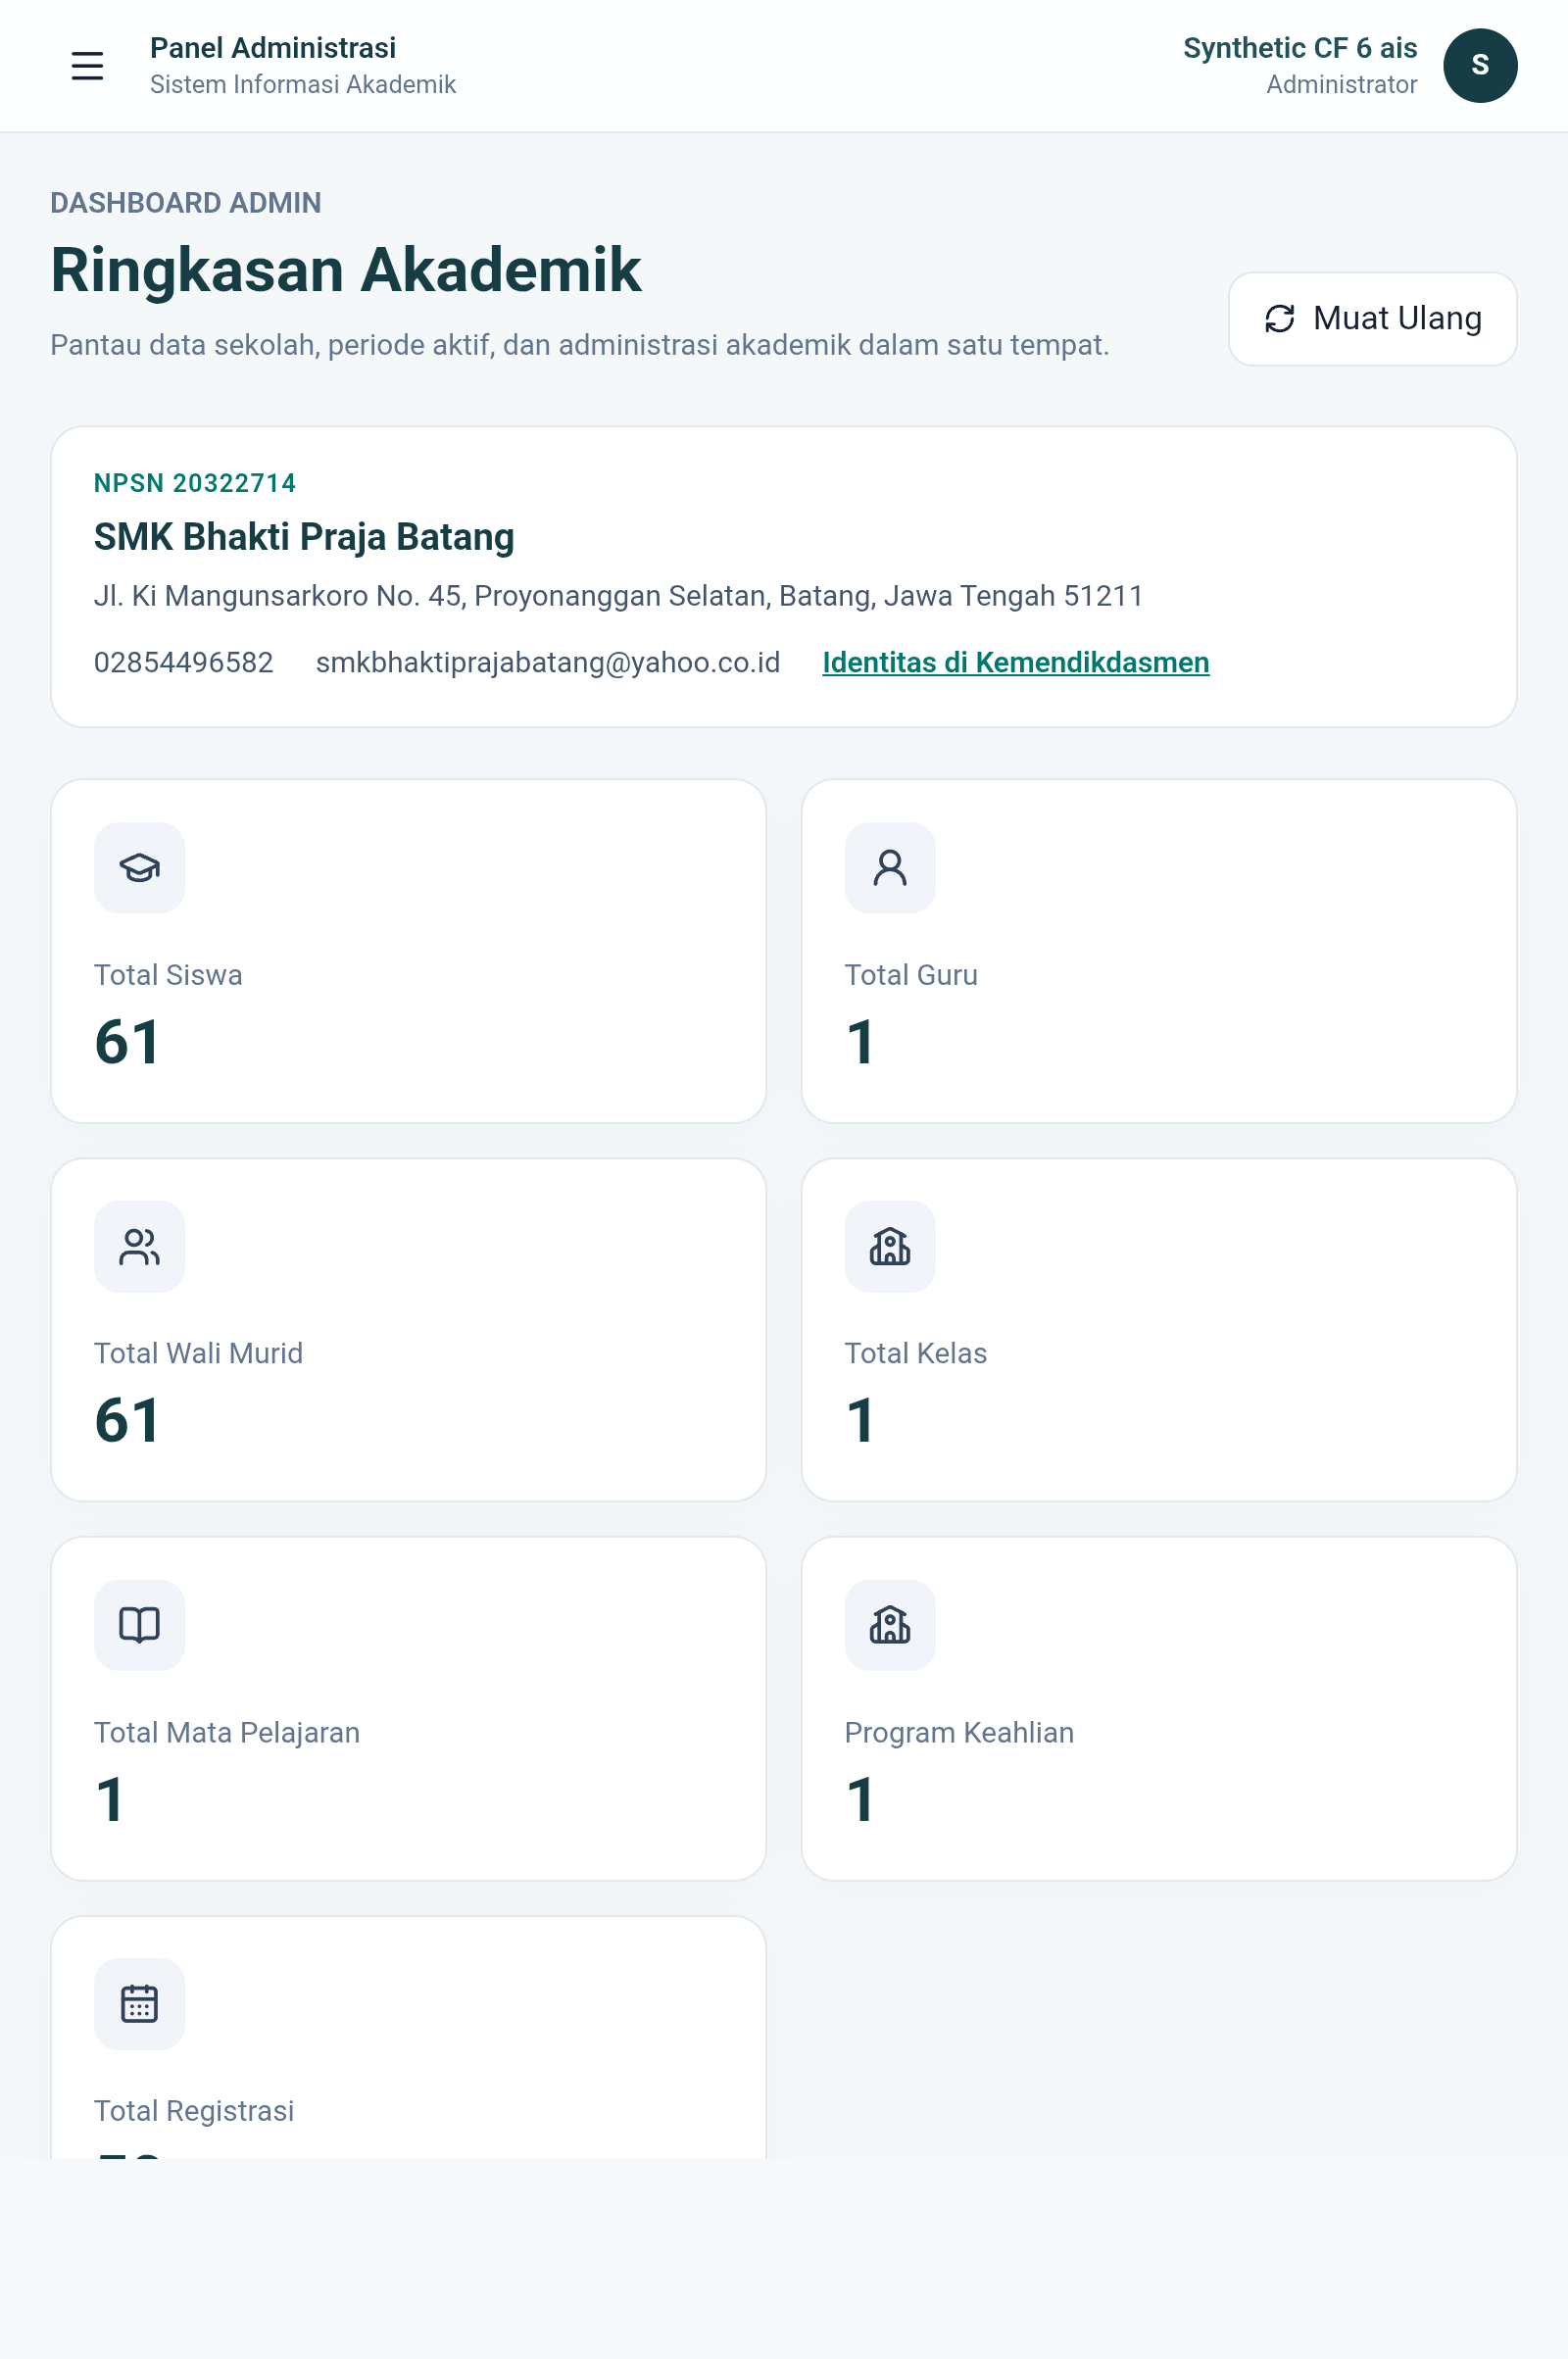 Panel Administrasi
Sistem Informasi Akademik
Synthetic CF 6 ais
Administrator
S
DASHBOARD ADMIN
Ringkasan Akademik
Pantau data sekolah, periode aktif, dan administrasi akademik dalam satu tempat.
Muat Ulang
NPSN 20322714
SMK Bhakti Praja Batang
Jl. Ki Mangunsarkoro No. 45, Proyonanggan Selatan, Batang, Jawa Tengah 51211
02854496582 smkbhaktiprajabatang@yahoo.co.id Identitas di Kemendikdasmen
Total Siswa
61
Total Guru
1
Total Wali Murid
61
Total Kelas
1
Total Mata Pelajaran
1
Program Keahlian
1
Total Registrasi